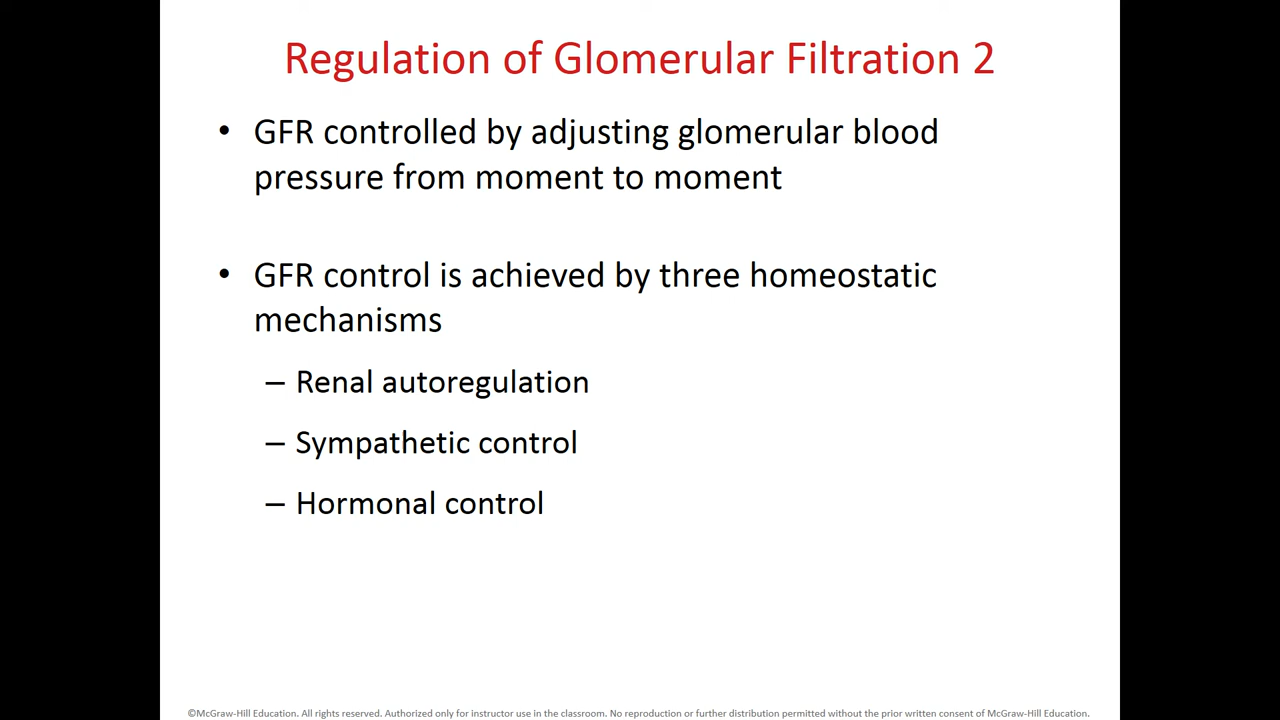 Regulation of Glomerular Filtration 2
• GFR controlled by adjusting glomerular blood
pressure from moment to moment
• GFR control is achieved by three homeostatic
mechanisms
– Renal autoregulation
– Sympathetic control
– Hormonal control
©McGraw-Hill Education. All rights reserved. Authorized only for instructor use in the classroom. No reproduction or further distribution permitted without the prior written consent of McGraw-Hill Education.